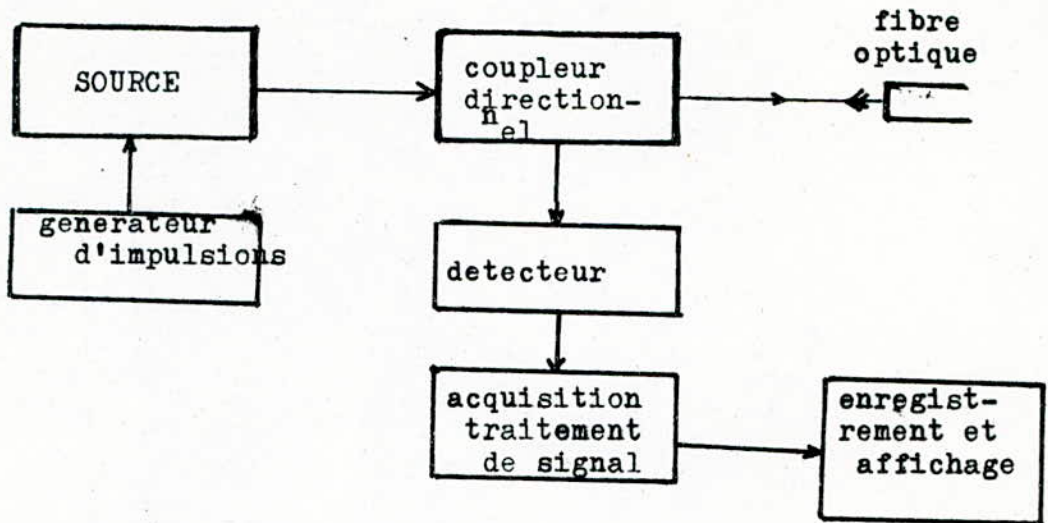 SOURCE
coupleur
direction-
nel
fibre
optique
generateur
d'impulsions
detecteur
acquisition
traitement
de signal
enregist-
rement et
affichage